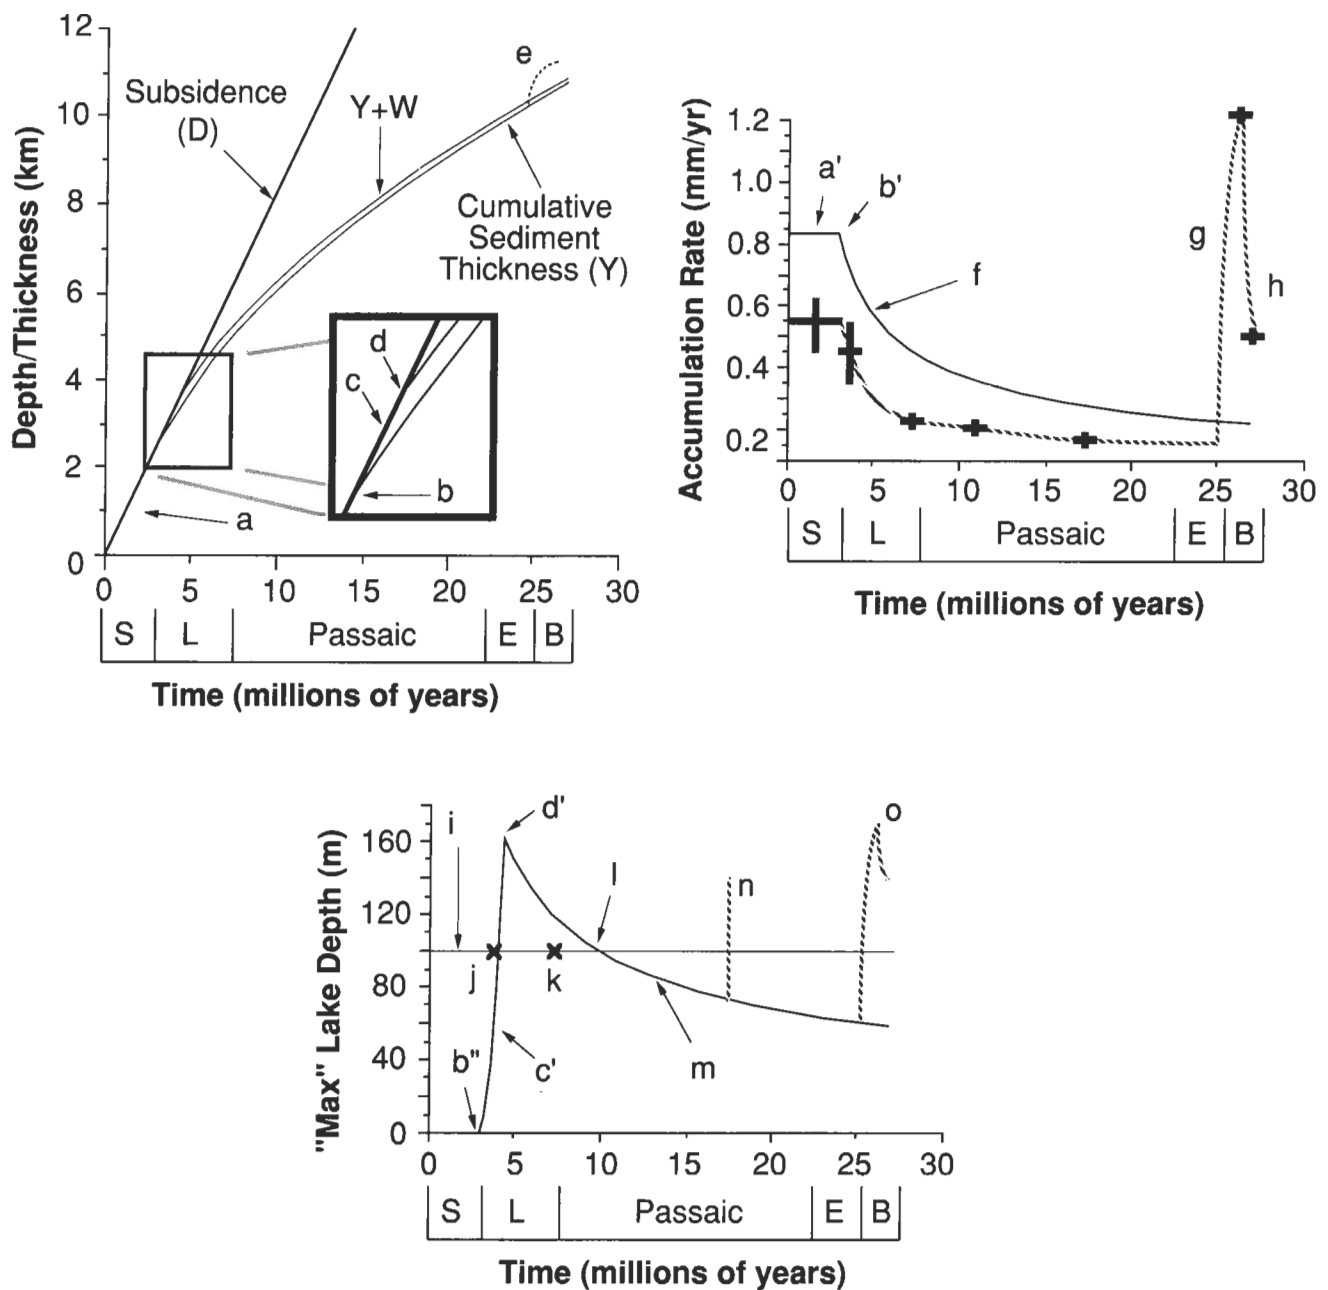 12
10
8
6
4
2
0
Depth/Thickness (km)
Subsidence
(D)
Y+W
e
Cumulative
Sediment
Thickness (Y)
d
c
b
a
0 5 10 15 20 25 30
S L Passaic E B
Time (millions of years)
1.2
1.0
0.8
0.6
0.4
0.2
Accumulation Rate (mm/yr)
a'
b'
f
g
h
0 5 10 15 20 25 30
S L Passaic E B
Time (millions of years)
160
120
80
40
0
"Max" Lake Depth (m)
i
d'
l
n
o
j
k
b"
c'
m
0 5 10 15 20 25 30
S L Passaic E B
Time (millions of years)